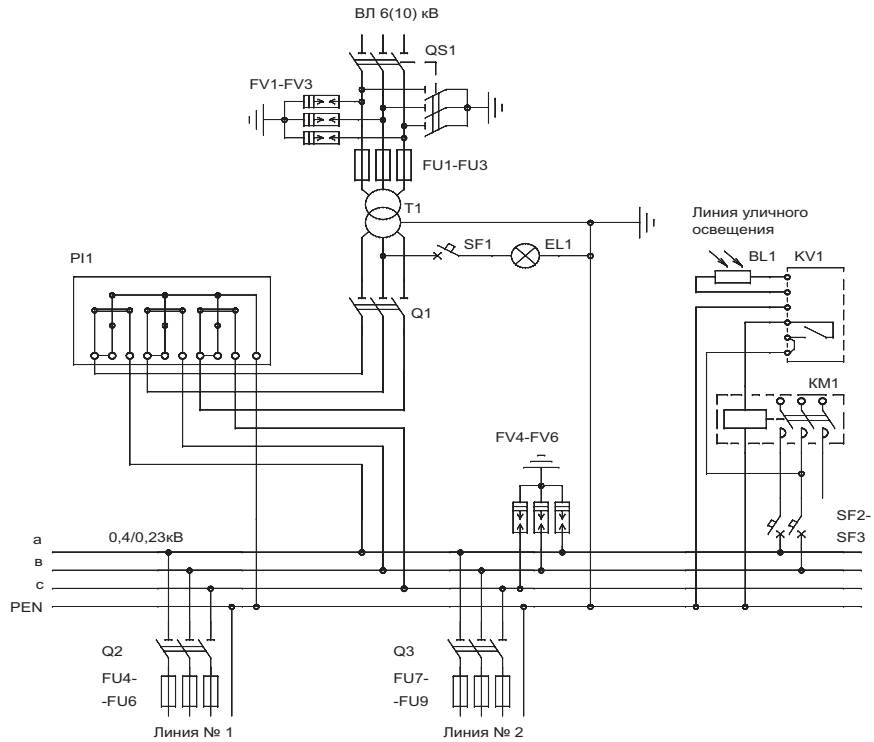 ВЛ 6(10) кВ
QS1
FV1-FV3
FU1-FU3
T1
Линия уличного
освещения
SF1
EL1
BL1
KV1
PI1
Q1
KM1
FV4-FV6
SF2-
SF3
а
0,4/0,23кВ
в
с
PEN
Q2
Q3
FU4-
-FU6
FU7-
-FU9
Линия № 1
Линия № 2